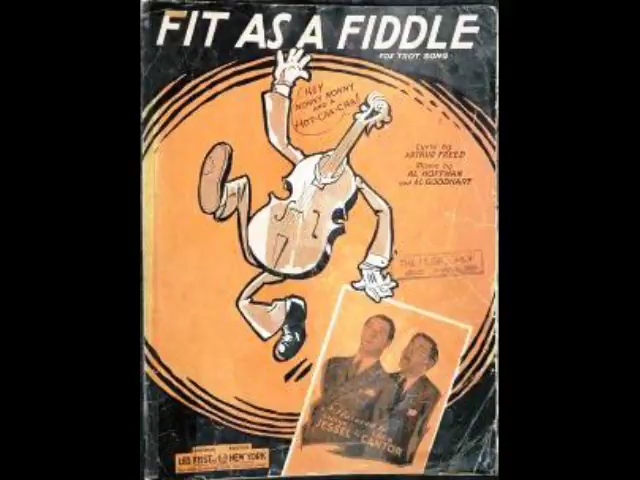 FIT AS A FIDDLE
FOX TROT SONG
HEY
NONNY NONNY
AND A
HOT-CHA-CHA!
Lyric by
ARTHUR FREED
Music by
AL HOFFMAN
and AL GOODHART
JESSEL CANTOR
LEO FEIST
NEW YORK